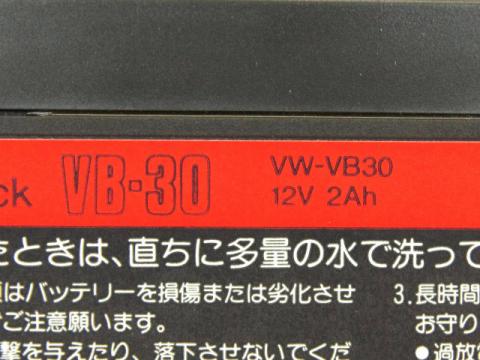 ck VB-30 VW-VB30
12V 2Ah
たときは、直ちに多量の水で洗って
頃はバッテリーを損傷または劣化させ
でご注意願います。
撃を与えたり、落下させないでくだ
3.長時間
お守り
●過放